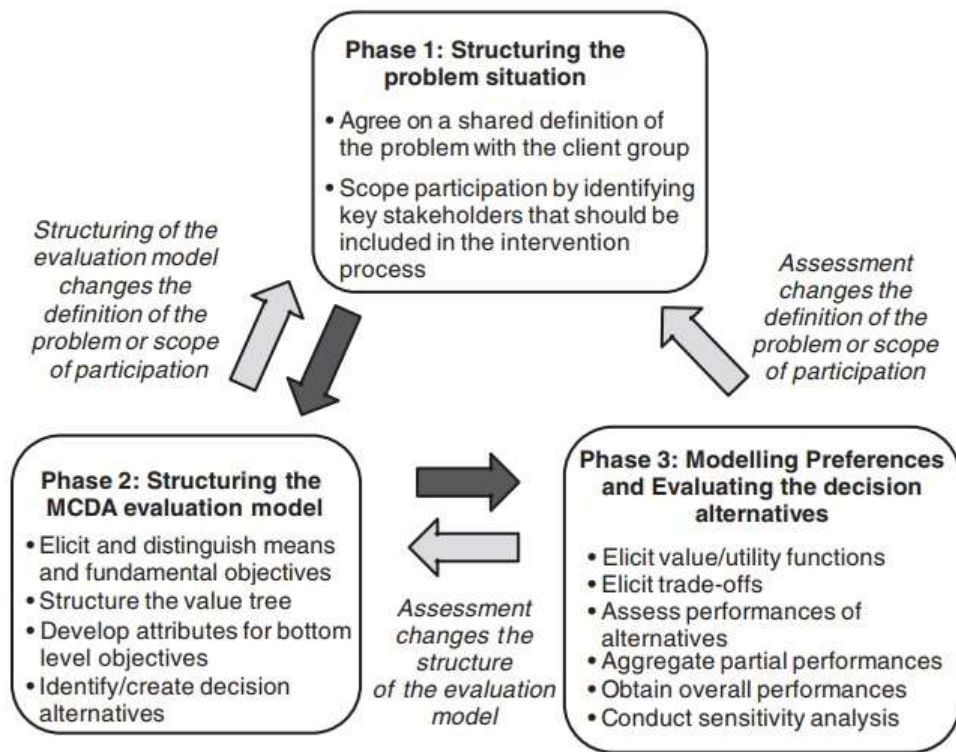 Phase 1: Structuring the
problem situation
• Agree on a shared definition of
the problem with the client group
• Scope participation by identifying
key stakeholders that should be
included in the intervention
process
Structuring of the
evaluation model
changes the
definition of the
problem or scope
of participation
Assessment
changes the
definition of the
problem or scope
of participation
Phase 2: Structuring the
MCDA evaluation model
• Elicit and distinguish means
and fundamental objectives
• Structure the value tree
• Develop attributes for bottom
level objectives
• Identify/create decision
alternatives
Assessment
changes the
structure
of the evaluation
model
Phase 3: Modelling Preferences
and Evaluating the decision
alternatives
• Elicit value/utility functions
• Elicit trade-offs
• Assess performances of
alternatives
• Aggregate partial performances
• Obtain overall performances
• Conduct sensitivity analysis